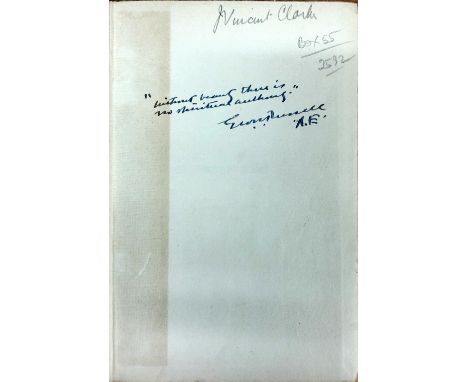 J Vincent Clarke
Box 55
2592
"without beauty there is
no spiritual authority."
George Russell
A.E.